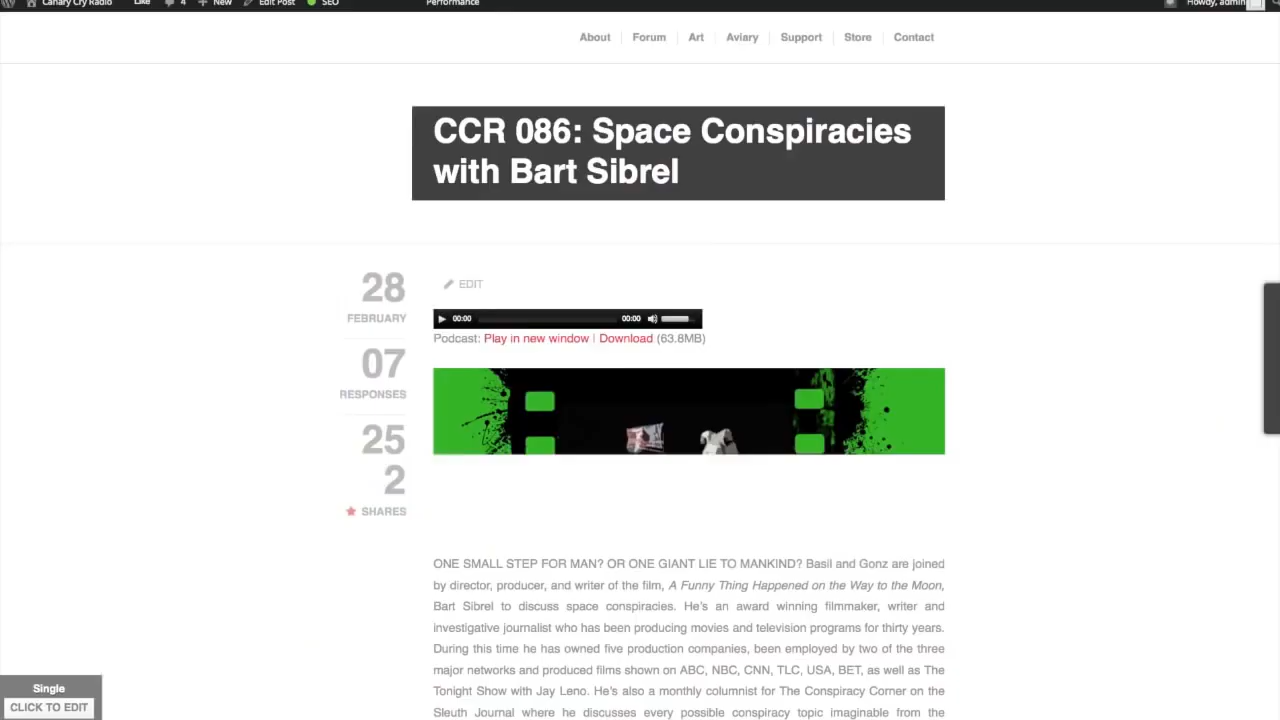 Canary Cry Radio Like 4 New Edit Post SEO Performance Howdy, admin
About Forum Art Aviary Support Store Contact
CCR 086: Space Conspiracies
with Bart Sibrel
28
FEBRUARY
07
RESPONSES
25
2
SHARES
EDIT
00:00 00:00
Podcast: Play in new window | Download (63.8MB)
ONE SMALL STEP FOR MAN? OR ONE GIANT LIE TO MANKIND? Basil and Gonz are joined
by director, producer, and writer of the film, A Funny Thing Happened on the Way to the Moon,
Bart Sibrel to discuss space conspiracies. He's an award winning filmmaker, writer and
investigative journalist who has been producing movies and television programs for thirty years.
During this time he has owned five production companies, been employed by two of the three
major networks and produced films shown on ABC, NBC, CNN, TLC, USA, BET, as well as The
Tonight Show with Jay Leno. He's also a monthly columnist for The Conspiracy Corner on the
Sleuth Journal where he discusses every possible conspiracy topic imaginable from the
Single
CLICK TO EDIT